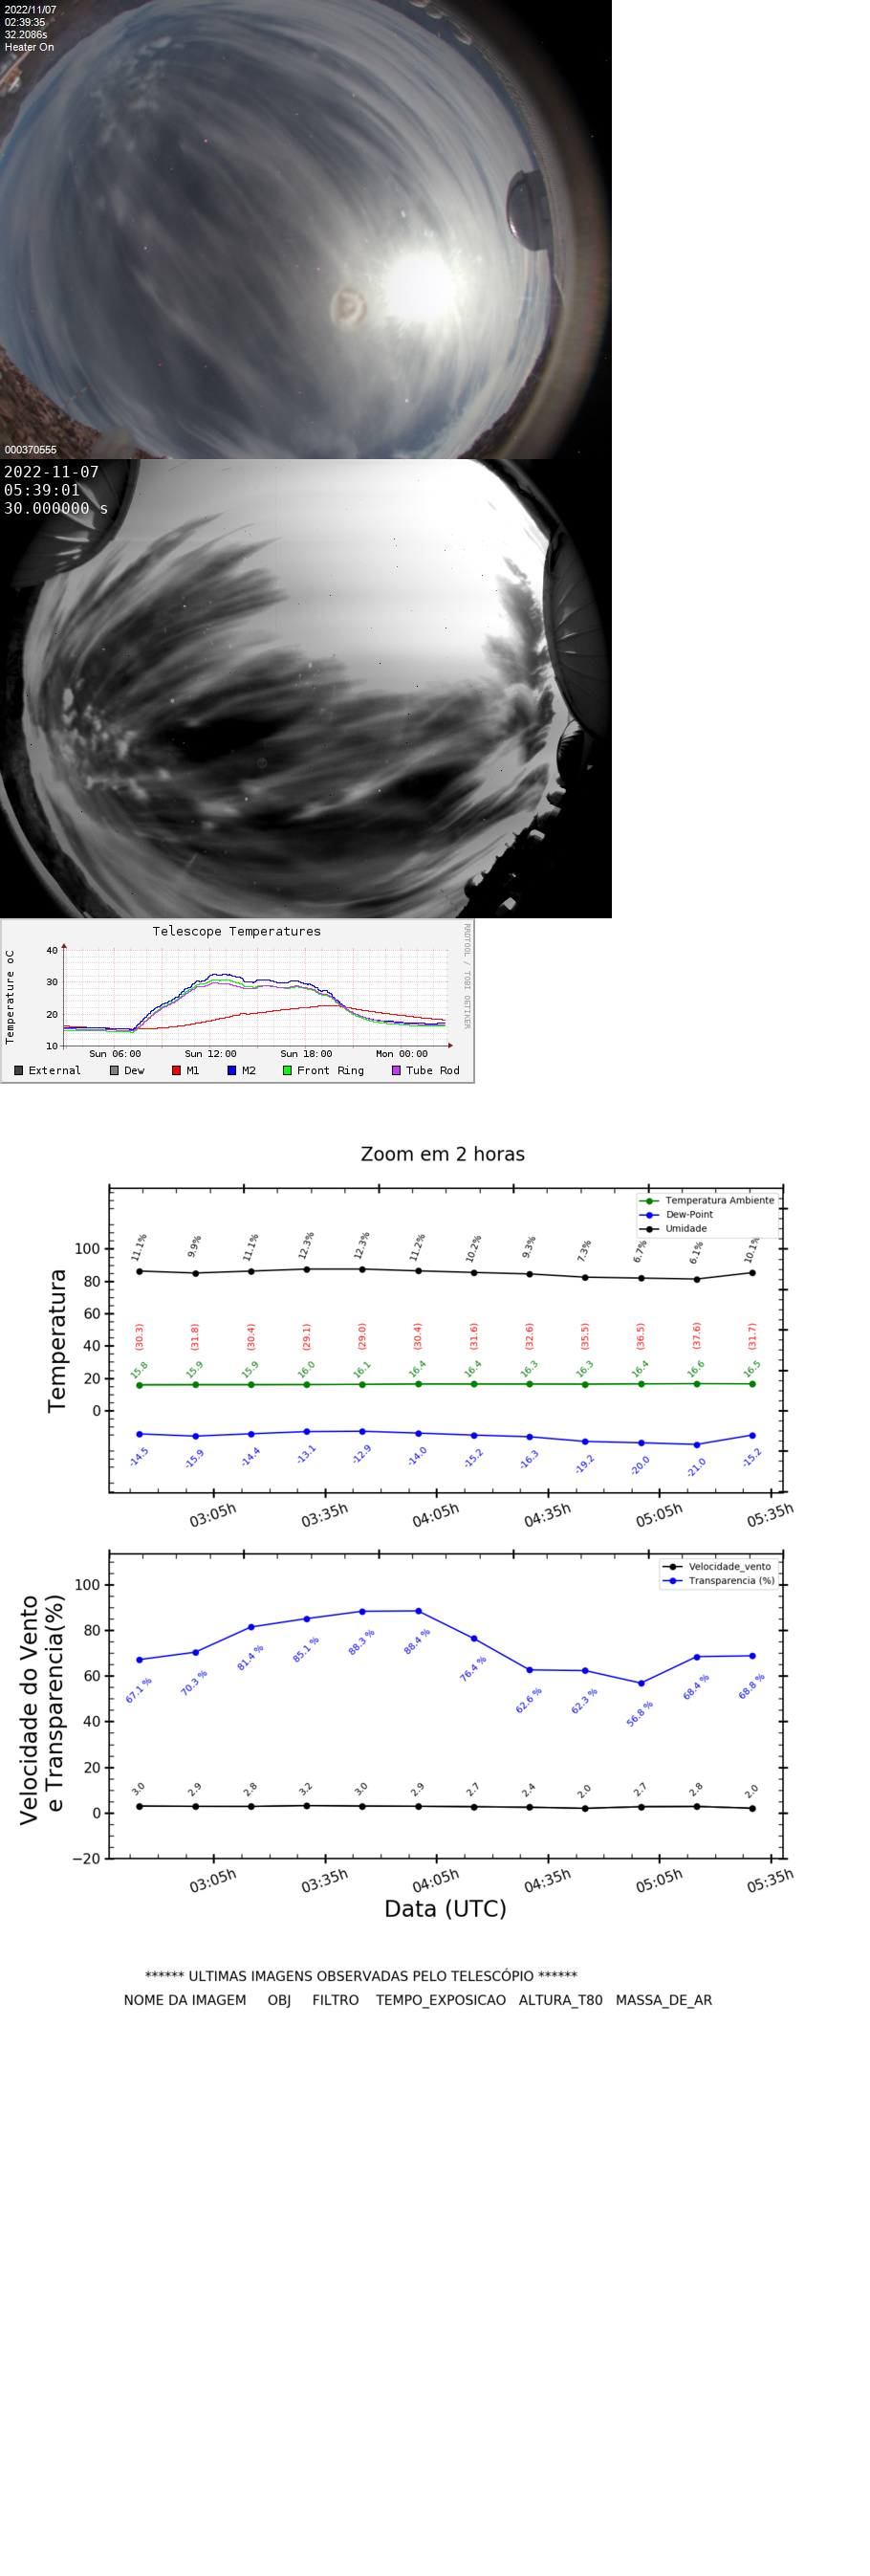 2022/11/07
02:39:35
32.2086s
Heater On
000370555
2022-11-07
05:39:01
30.000000 s
Telescope Temperatures
RRDTOOL / TOBI OETIKER
Temperature oC
40
30
20
10
Sun 06:00 Sun 12:00 Sun 18:00 Mon 00:00
External Dew M1 M2 Front Ring Tube Rod
Zoom em 2 horas
Temperatura Ambiente
Dew-Point
Umidade
Temperatura
100
80
60
40
20
0
11.1% 9.9% 11.1% 12.3% 12.3% 11.2% 10.2% 9.3% 7.3% 6.7% 6.1% 10.1%
(30.3) (31.8) (30.4) (29.1) (29.0) (30.4) (31.6) (32.6) (35.5) (36.5) (37.6) (31.7)
15.8 15.9 15.9 16.0 16.1 16.4 16.4 16.3 16.3 16.4 16.6 16.5
-14.5 -15.9 -14.4 -13.1 -12.9 -14.0 -15.2 -16.3 -19.2 -20.0 -21.0 -15.2
03:05h 03:35h 04:05h 04:35h 05:05h 05:35h
Velocidade_vento
Transparencia (%)
Velocidade do Vento
e Transparencia(%)
100
80
60
40
20
0
−20
67.1 % 70.3 % 81.4 % 85.1 % 88.3 % 88.4 % 76.4 % 62.6 % 62.3 % 56.8 % 68.4 % 68.8 %
3.0 2.9 2.8 3.2 3.0 2.9 2.7 2.4 2.0 2.7 2.8 2.0
03:05h 03:35h 04:05h 04:35h 05:05h 05:35h
Data (UTC)
****** ULTIMAS IMAGENS OBSERVADAS PELO TELESCÓPIO ******
NOME DA IMAGEM OBJ FILTRO TEMPO_EXPOSICAO ALTURA_T80 MASSA_DE_AR